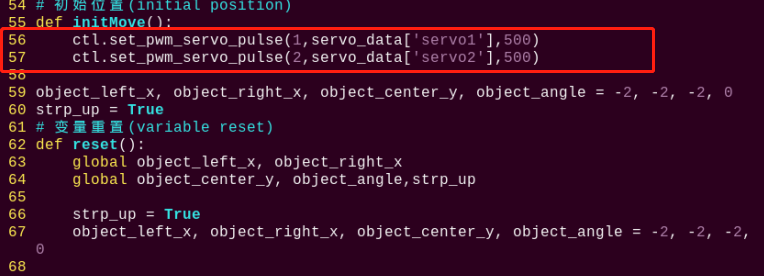 54 # 初始位置(initial position)
55 def initMove():
56     ctl.set_pwm_servo_pulse(1,servo_data['servo1'],500)
57     ctl.set_pwm_servo_pulse(2,servo_data['servo2'],500)
58
59 object_left_x, object_right_x, object_center_y, object_angle = -2, -2, -2, 0
60 strp_up = True
61 # 变量重置(variable reset)
62 def reset():
63     global object_left_x, object_right_x
64     global object_center_y, object_angle,strp_up
65
66     strp_up = True
67     object_left_x, object_right_x, object_center_y, object_angle = -2, -2, -2,
0
68